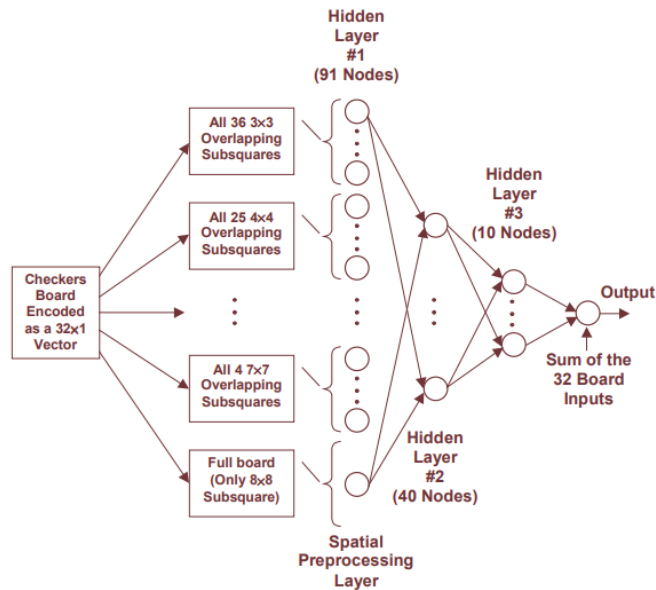 Hidden
Layer
#1
(91 Nodes)
All 36 3×3
Overlapping
Subsquares
Hidden
Layer
#3
(10 Nodes)
All 25 4×4
Overlapping
Subsquares
Checkers
Board
Encoded
as a 32×1
Vector
Output
Sum of the
32 Board
Inputs
All 4 7×7
Overlapping
Subsquares
Full board
(Only 8×8
Subsquare)
Hidden
Layer
#2
(40 Nodes)
Spatial
Preprocessing
Layer